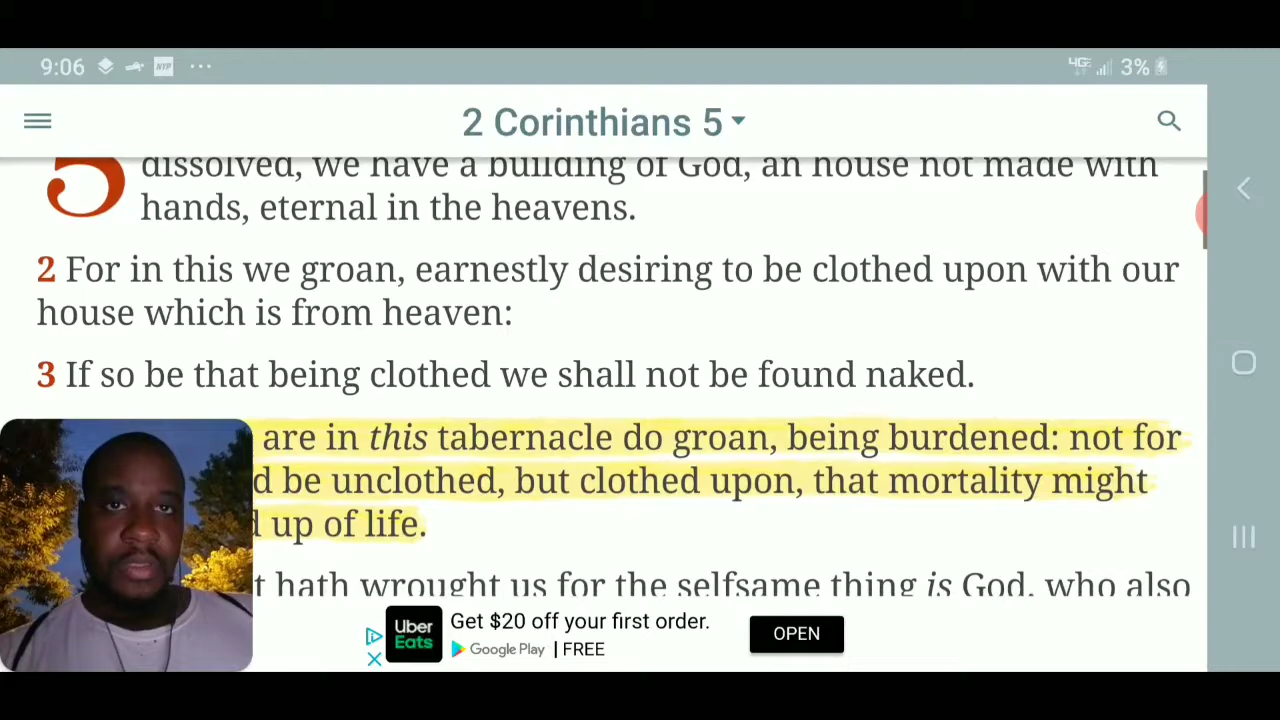 9:06 NYP ... 4GE 3%
2 Corinthians 5
5 dissolved, we have a building of God, an house not made with
hands, eternal in the heavens.
2 For in this we groan, earnestly desiring to be clothed upon with our
house which is from heaven:
3 If so be that being clothed we shall not be found naked.
are in this tabernacle do groan, being burdened: not for
d be unclothed, but clothed upon, that mortality might
d up of life.
t hath wrought us for the selfsame thing is God, who also
Uber
Eats
Get $20 off your first order.
Google Play | FREE
OPEN